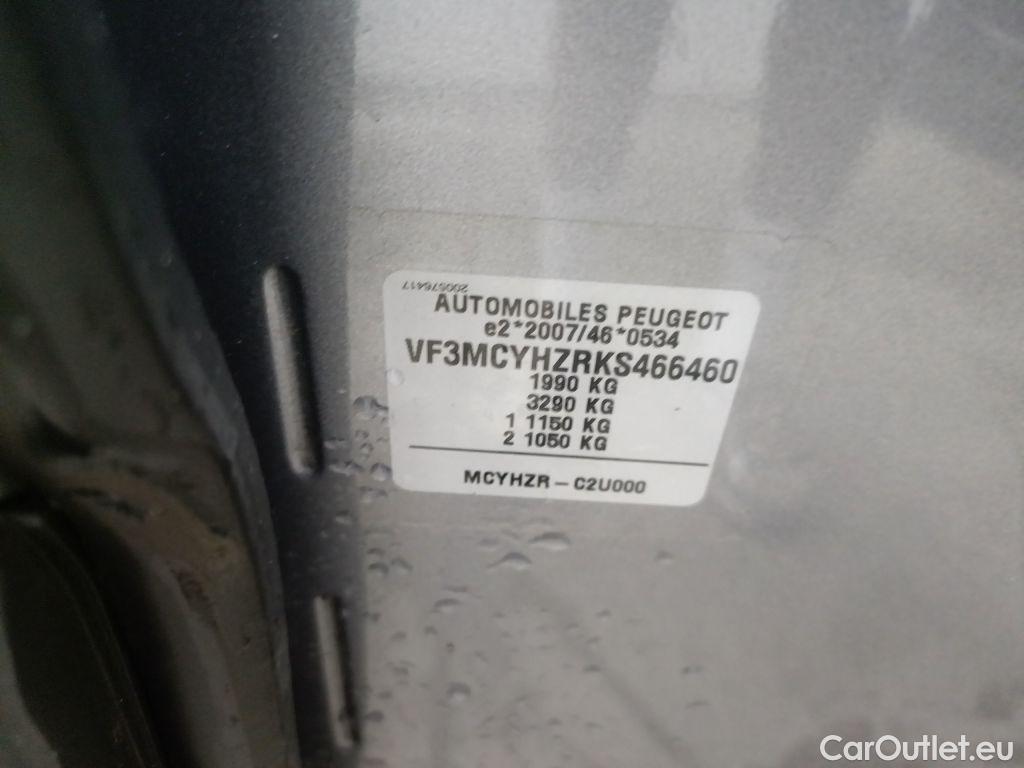 200576417
AUTOMOBILES PEUGEOT
e2*2007/46*0534
VF3MCYHZRKS466460
1990 KG
3290 KG
1 1150 KG
2 1050 KG
MCYHZR – C2U000
CarOutlet.eu